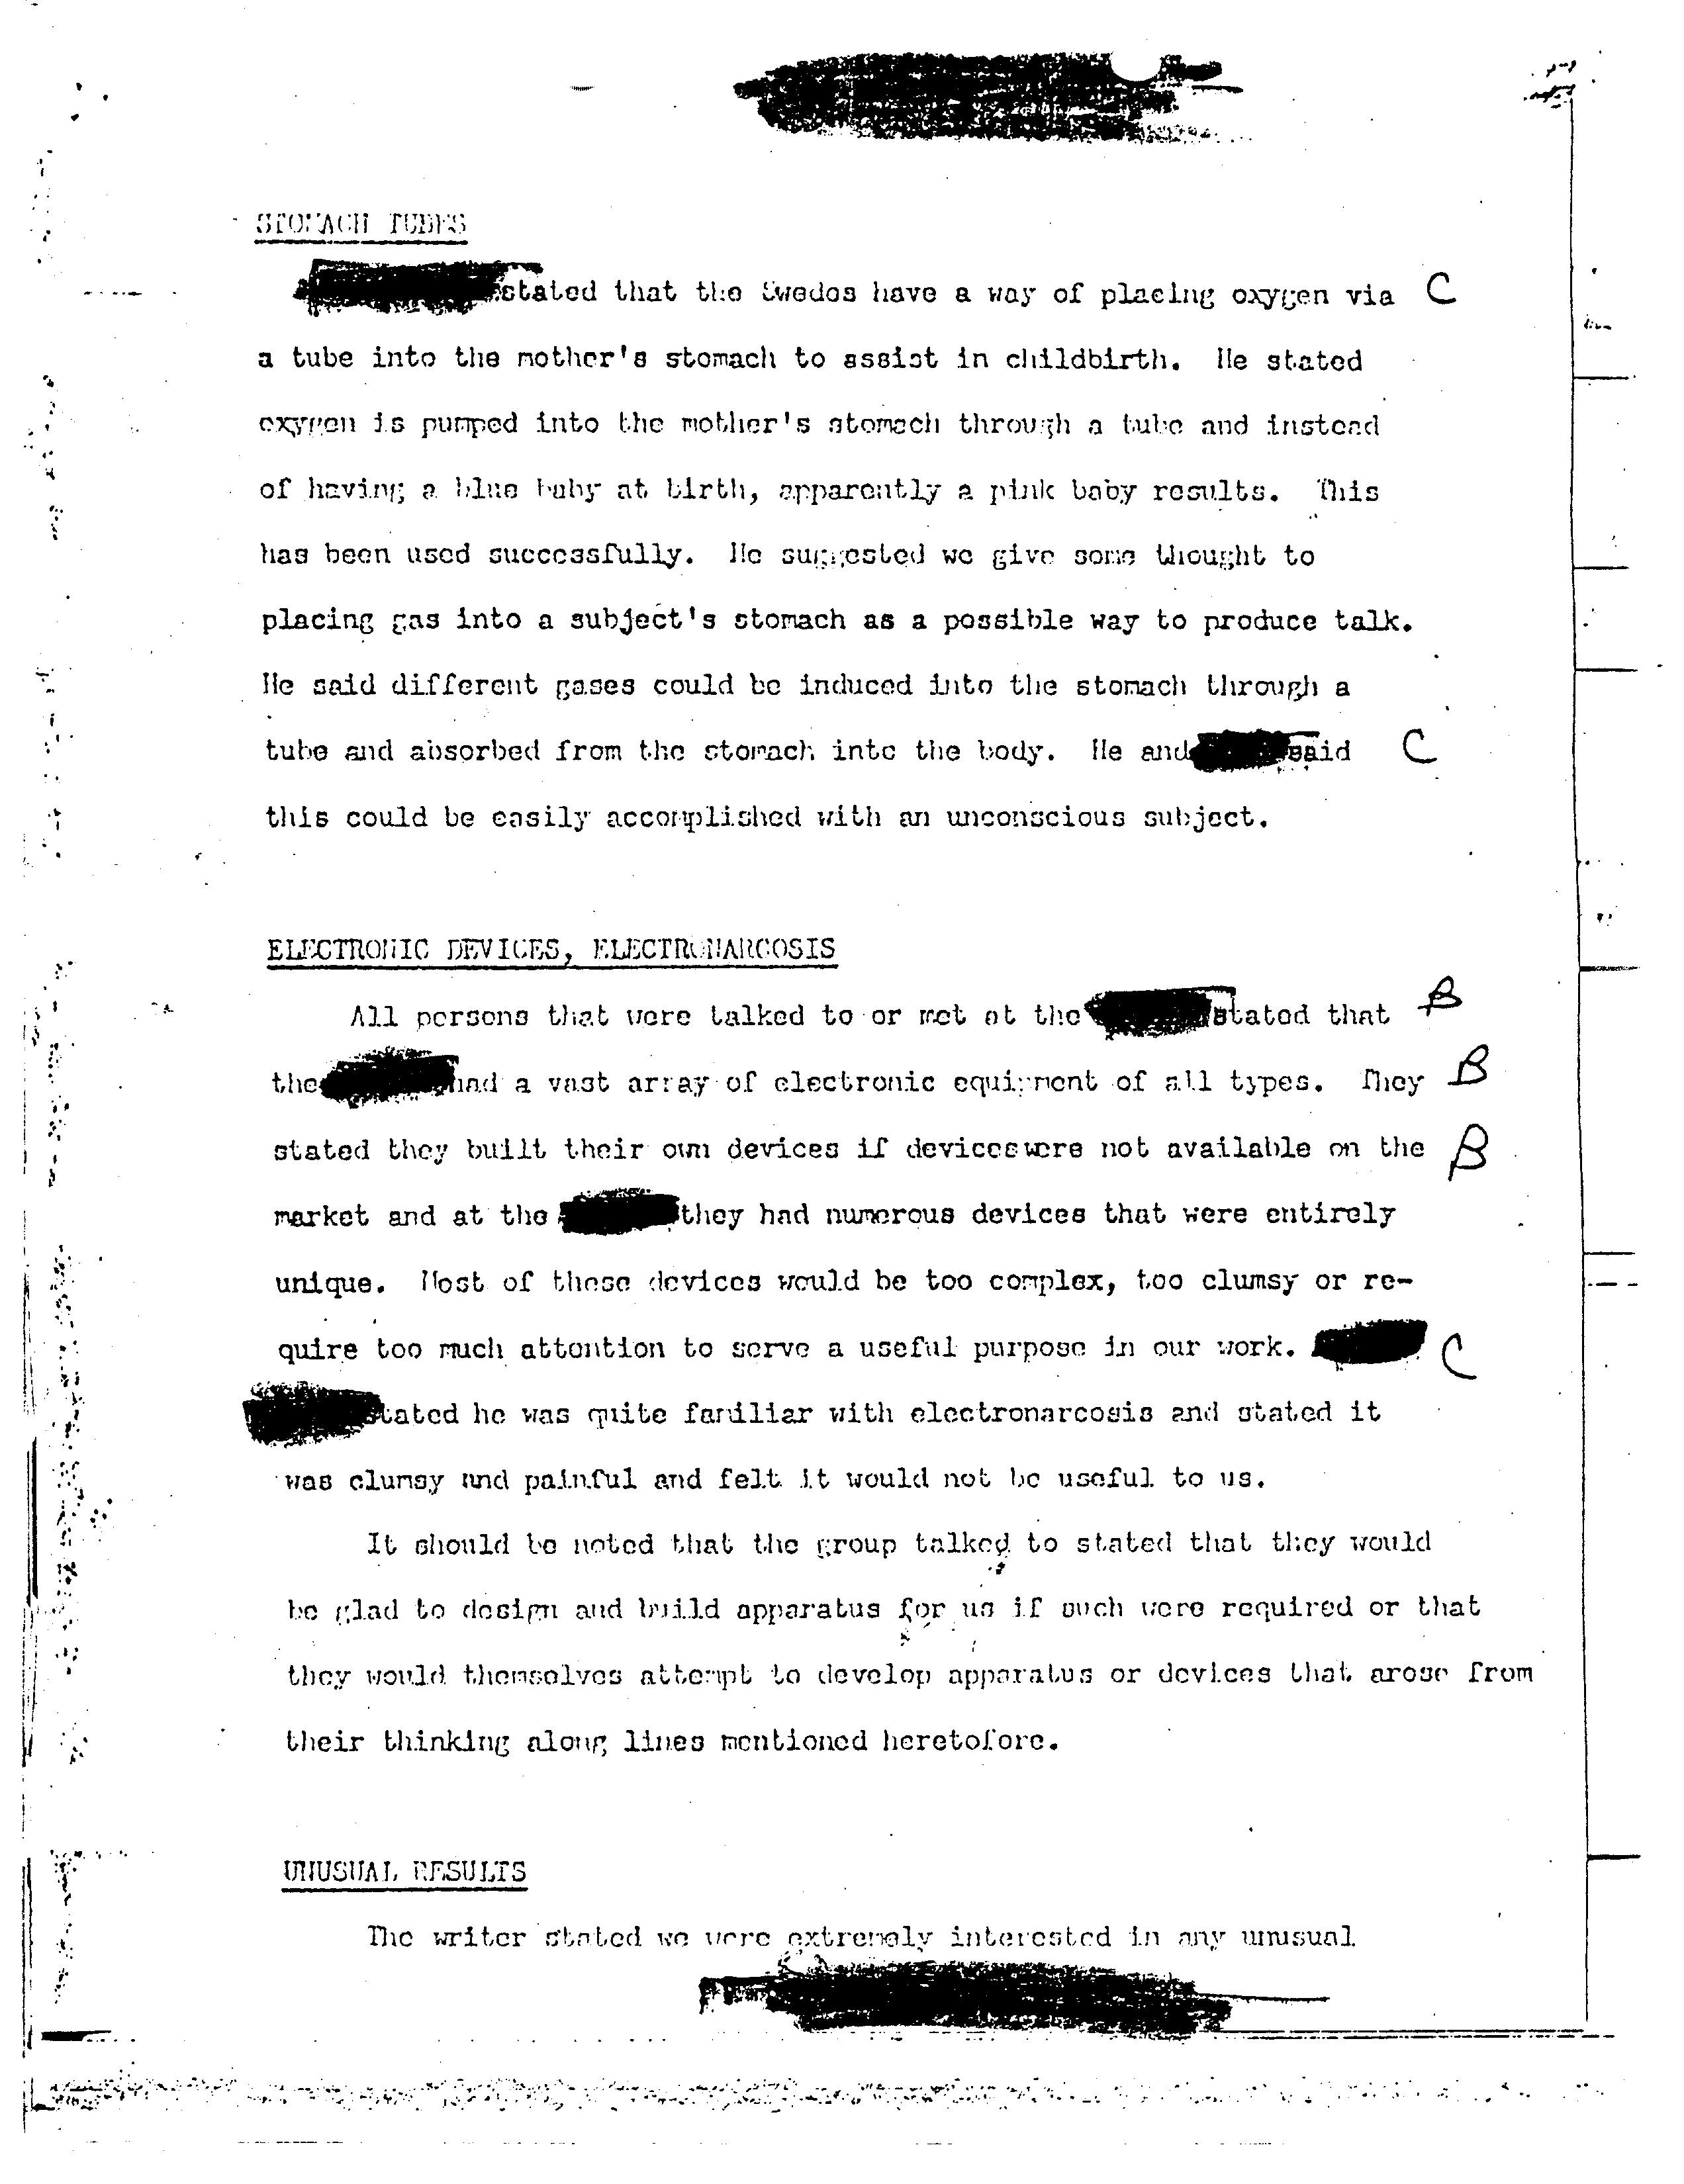 STOMACH TUBES
stated that the Swedes have a way of placing oxygen via C
a tube into the mother's stomach to assist in childbirth. He stated
oxygen is pumped into the mother's stomach through a tube and instead
of having a blue baby at birth, apparently a pink baby results. This
has been used successfully. He suggested we give some thought to
placing gas into a subject's stomach as a possible way to produce talk.
He said different gases could be induced into the stomach through a
tube and absorbed from the stomach into the body. He and said C
this could be easily accomplished with an unconscious subject.
ELECTRONIC DEVICES, ELECTRONARCOSIS
All persons that were talked to or met at the stated that B
the had a vast array of electronic equipment of all types. They B
stated they built their own devices if deviceswere not available on the B
market and at the they had numerous devices that were entirely
unique. Most of these devices would be too complex, too clumsy or re-
quire too much attention to serve a useful purpose in our work. C
stated he was quite familiar with electronarcosis and stated it
was clumsy and painful and felt it would not be useful to us.
It should be noted that the group talked to stated that they would
be glad to design and build apparatus for us if such were required or that
they would themselves attempt to develop apparatus or devices that arose from
their thinking along lines mentioned heretofore.
UNUSUAL RESULTS
The writer stated we were extremely interested in any unusual